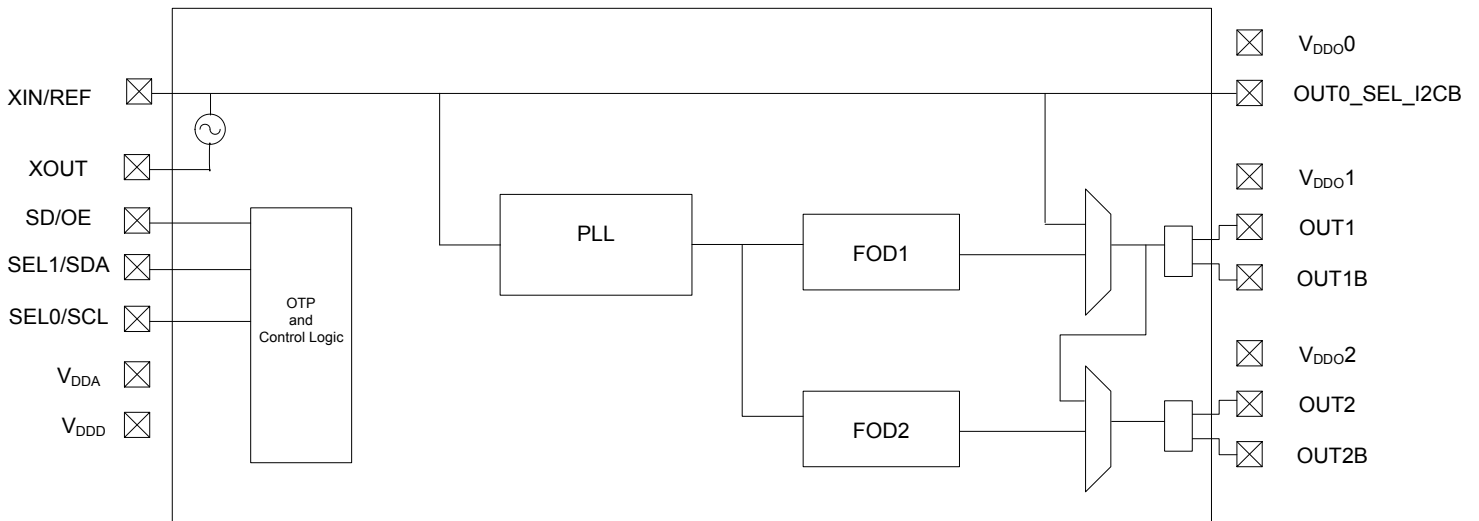 XIN/REF
XOUT
SD/OE
SEL1/SDA
SEL0/SCL
VDDA
VDDD
OTP
and
Control Logic
PLL
FOD1
FOD2
VDDO0
OUT0_SEL_I2CB
VDDO1
OUT1
OUT1B
VDDO2
OUT2
OUT2B